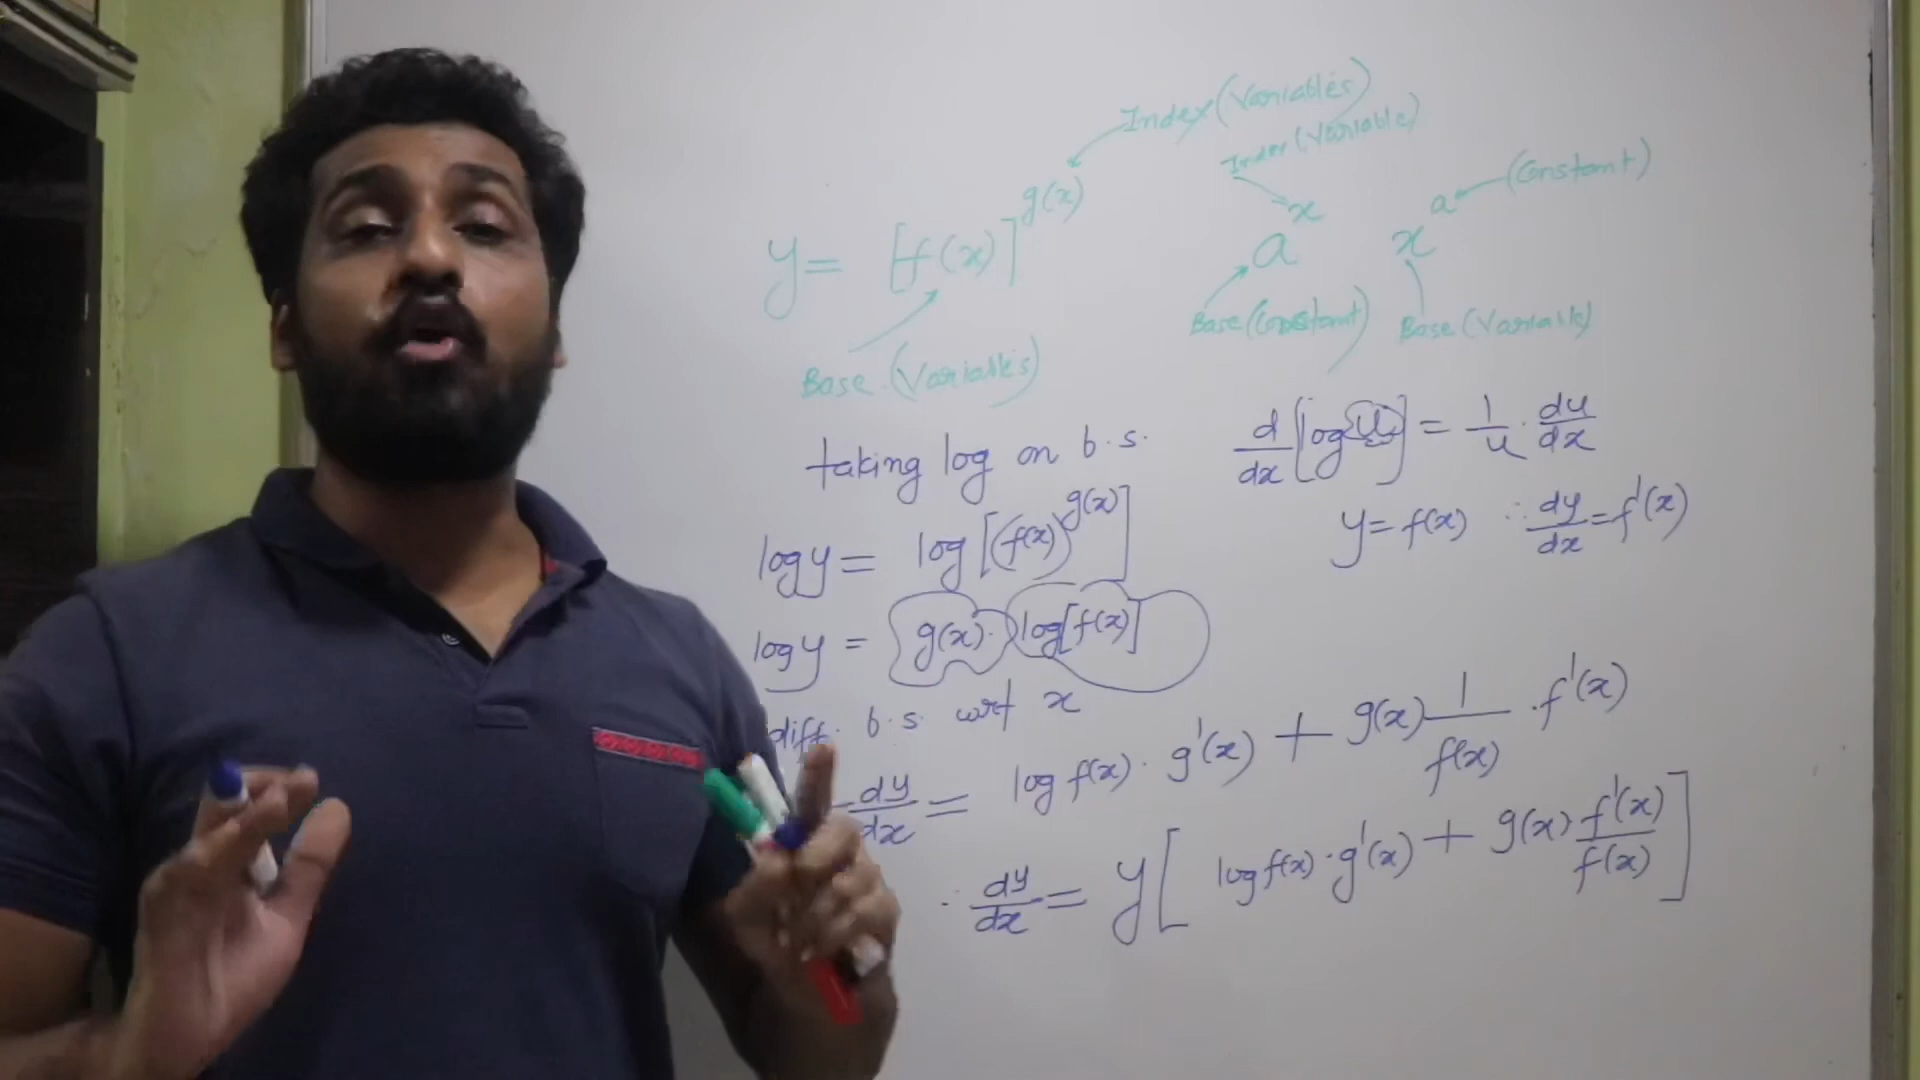 Index (Variables)
Index (Variable)
(Constant)
y = [f(x)]^g(x)
a^x
x^a
Base (Variables)
Base (Constant)
Base (Variable)
taking log on b.s.
d/dx [log u] = 1/u . du/dx
log y = log [(f(x))^g(x)]
y = f(x) ∴ dy/dx = f'(x)
log y = g(x). log[f(x)]
diff. b.s. wrt x
dy/dx = log f(x) . g'(x) + g(x) 1/f(x) . f'(x)
dy/dx = y [ log f(x) . g'(x) + g(x) f'(x)/f(x) ]